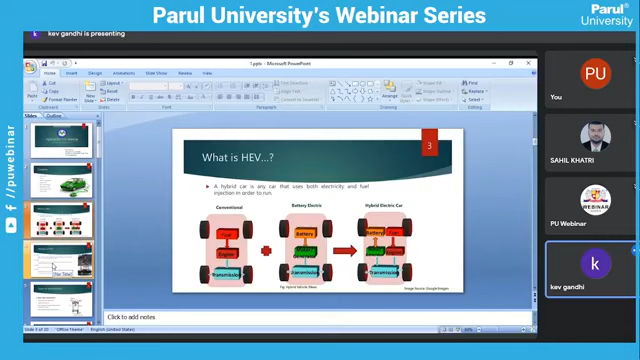 Parul University's Webinar Series
Parul®
University
k kev gandhi is presenting
1.pptx - Microsoft PowerPoint
Home Insert Design Animations Slide Show Review View
Cut
Copy
Format Painter
Paste
New Slide
Layout
Reset
Delete
Text Direction
Align Text
Convert to SmartArt
Arrange
Quick Styles
Shape Fill
Shape Outline
Shape Effects
Find
Replace
Select
Clipboard
Slides
Font
Paragraph
Drawing
Editing
Slides Outline
What is HEV...?
3
A hybrid car is any car that uses both electricity and fuel
injection in order to run.
Conventional
Battery Electric
Hybrid Electric Car
Fuel
Engine
Transmission
Battery
Transmission
Battery Fuel
Transmission
Image Source: Google Images
Click to add notes
Slide 3 of 20 "Office Theme" English (United States)
PU
You
SAHIL KHATRI
PU WEBINAR
PU Webinar
k
kev gandhi
/puwebinar